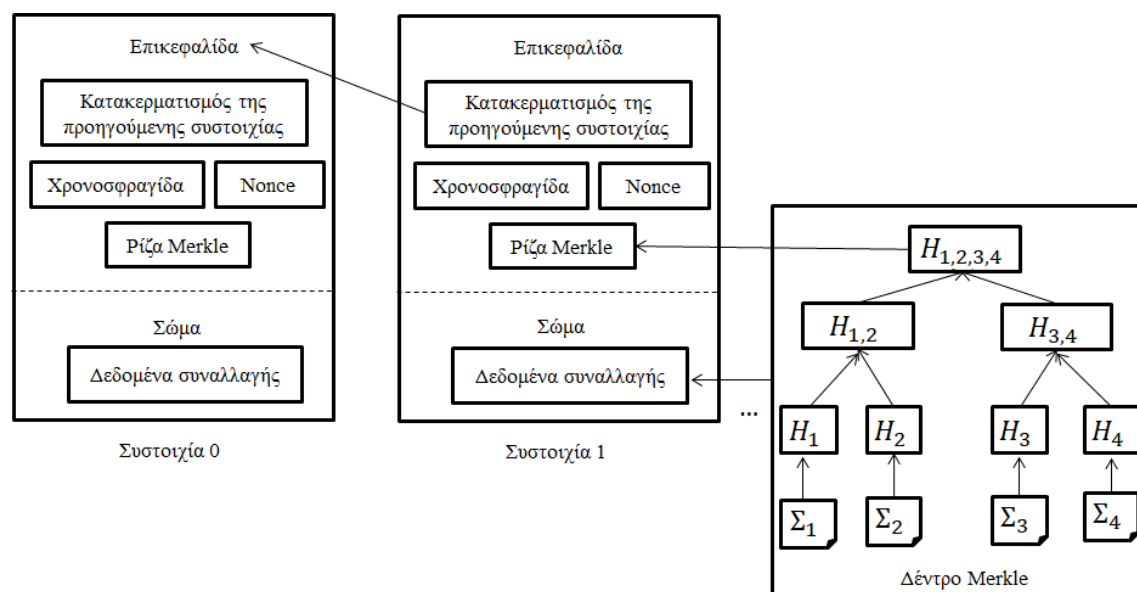 Επικεφαλίδα
Κατακερματισμός της
προηγούμενης συστοιχίας
Χρονοσφραγίδα
Nonce
Ρίζα Merkle
Σώμα
Δεδομένα συναλλαγής
Συστοιχία 0
Επικεφαλίδα
Κατακερματισμός της
προηγούμενης συστοιχίας
Χρονοσφραγίδα
Nonce
Ρίζα Merkle
Σώμα
Δεδομένα συναλλαγής
Συστοιχία 1
...
H1,2,3,4
H1,2
H3,4
H1
H2
H3
H4
Σ1
Σ2
Σ3
Σ4
Δέντρο Merkle